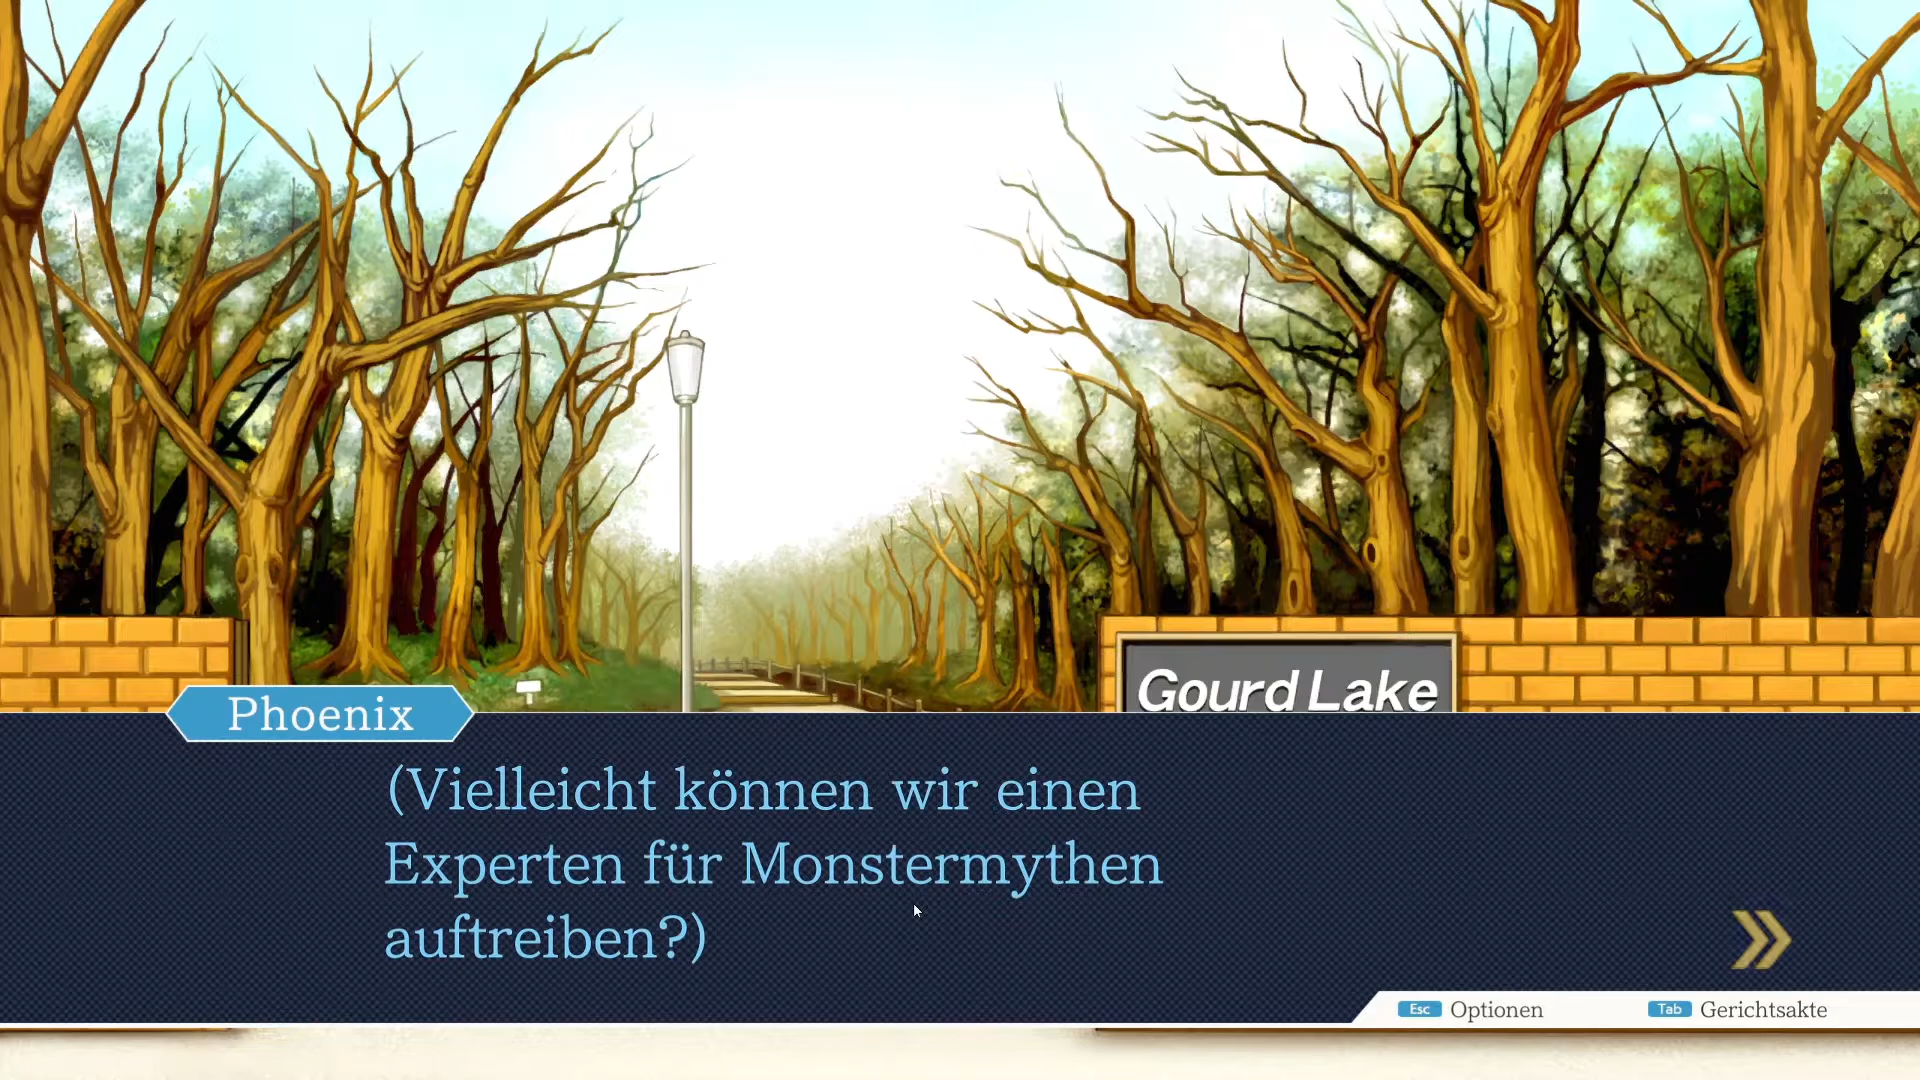 Gourd Lake
Phoenix
(Vielleicht können wir einen
Experten für Monstermythen
auftreiben?)
Esc Optionen Tab Gerichtsakte